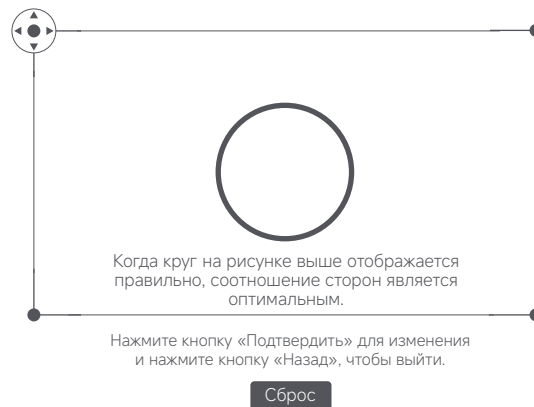 Когда круг на рисунке выше отображается
правильно, соотношение сторон является
оптимальным.
Нажмите кнопку «Подтвердить» для изменения
и нажмите кнопку «Назад», чтобы выйти.
Сброс